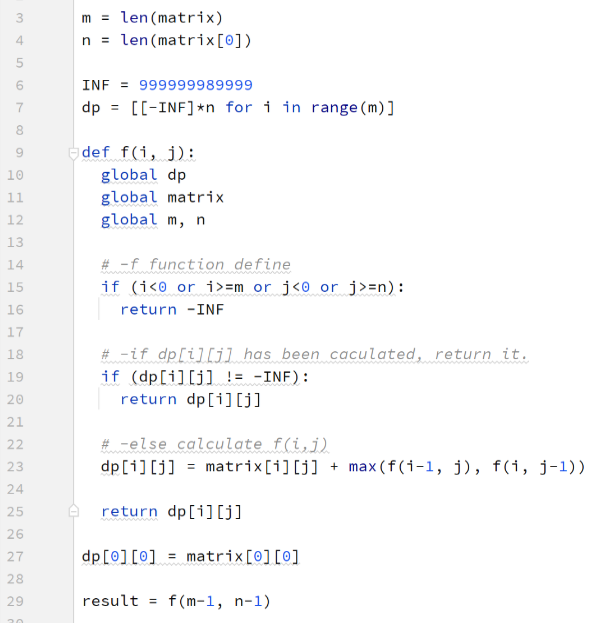 3 m = len(matrix)
4 n = len(matrix[0])
5
6 INF = 999999989999
7 dp = [[-INF]*n for i in range(m)]
8
9 def f(i, j):
10 global dp
11 global matrix
12 global m, n
13
14 # -f function define
15 if (i<0 or i>=m or j<0 or j>=n):
16 return -INF
17
18 # -if dp[i][j] has been caculated, return it.
19 if (dp[i][j] != -INF):
20 return dp[i][j]
21
22 # -else calculate f(i,j)
23 dp[i][j] = matrix[i][j] + max(f(i-1, j), f(i, j-1))
24
25 return dp[i][j]
26
27 dp[0][0] = matrix[0][0]
28
29 result = f(m-1, n-1)